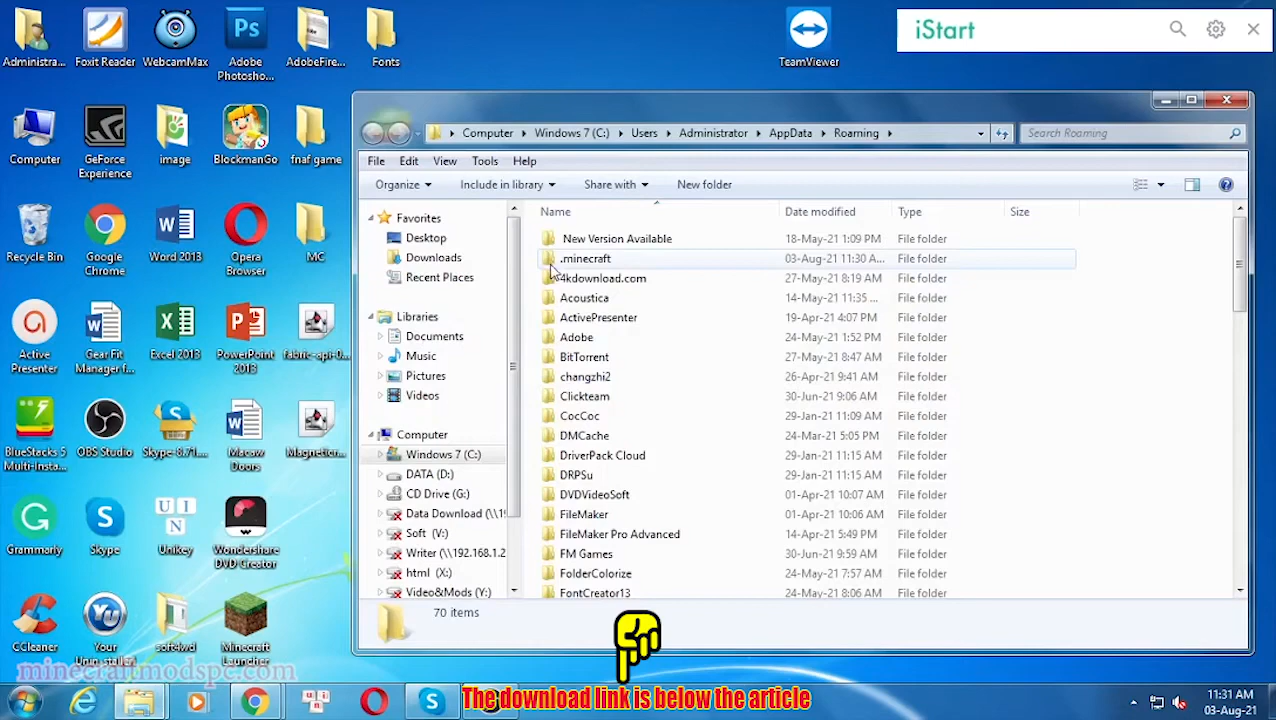 Administra...
Foxit Reader
WebcamMax
Ps
Adobe
Photosho...
AdobeFire...
Fonts
TeamViewer
iStart
Computer
GeForce
Experience
image
BlockmanGo
fnaf game
Recycle Bin
Google
Chrome
Word 2013
Opera
Browser
MC
Active
Presenter
Gear Fit
Manager f...
Excel 2013
PowerPoint
2013
fabric-api-0...
BlueStacks 5
Multi-Insta...
OBS Studio
Skype-8.71....
Macaw
Doors
Magneticr...
Grammarly
Skype
U I
N
Unikey
Wondershare
DVD Creator
CCleaner
Your
Unin-staller
soft4wd
Minecraft
Launcher
Computer
Windows 7 (C:)
Users
Administrator
AppData
Roaming
Search Roaming
File
Edit
View
Tools
Help
Organize
Include in library
Share with
New folder
Favorites
Desktop
Downloads
Recent Places
Libraries
Documents
Music
Pictures
Videos
Computer
Windows 7 (C:)
DATA (D:)
CD Drive (G:)
Data Download (\\19
Soft (V:)
Writer (\\192.168.1.2
html (X:)
Video&Mods (Y:)
Name
Date modified
Type
Size
New Version Available 18-May-21 1:09 PM File folder
.minecraft 03-Aug-21 11:30 A... File folder
4kdownload.com 27-May-21 8:19 AM File folder
Acoustica 14-May-21 11:35 ... File folder
ActivePresenter 19-Apr-21 4:07 PM File folder
Adobe 24-May-21 1:52 PM File folder
BitTorrent 27-May-21 8:47 AM File folder
changzhi2 26-Apr-21 9:41 AM File folder
Clickteam 30-Jun-21 9:06 AM File folder
CocCoc 29-Jan-21 11:09 AM File folder
DMCache 24-Mar-21 5:05 PM File folder
DriverPack Cloud 29-Jan-21 11:15 AM File folder
DRPSu 29-Jan-21 11:15 AM File folder
DVDVideoSoft 01-Apr-21 10:07 AM File folder
FileMaker 01-Apr-21 10:06 AM File folder
FileMaker Pro Advanced 14-Apr-21 5:49 PM File folder
FM Games 30-Jun-21 9:59 AM File folder
FolderColorize 24-May-21 7:57 AM File folder
FontCreator13 24-May-21 8:06 AM File folder
70 items
minecraftmodspc.com
The download link is below the article
11:31 AM
03-Aug-21